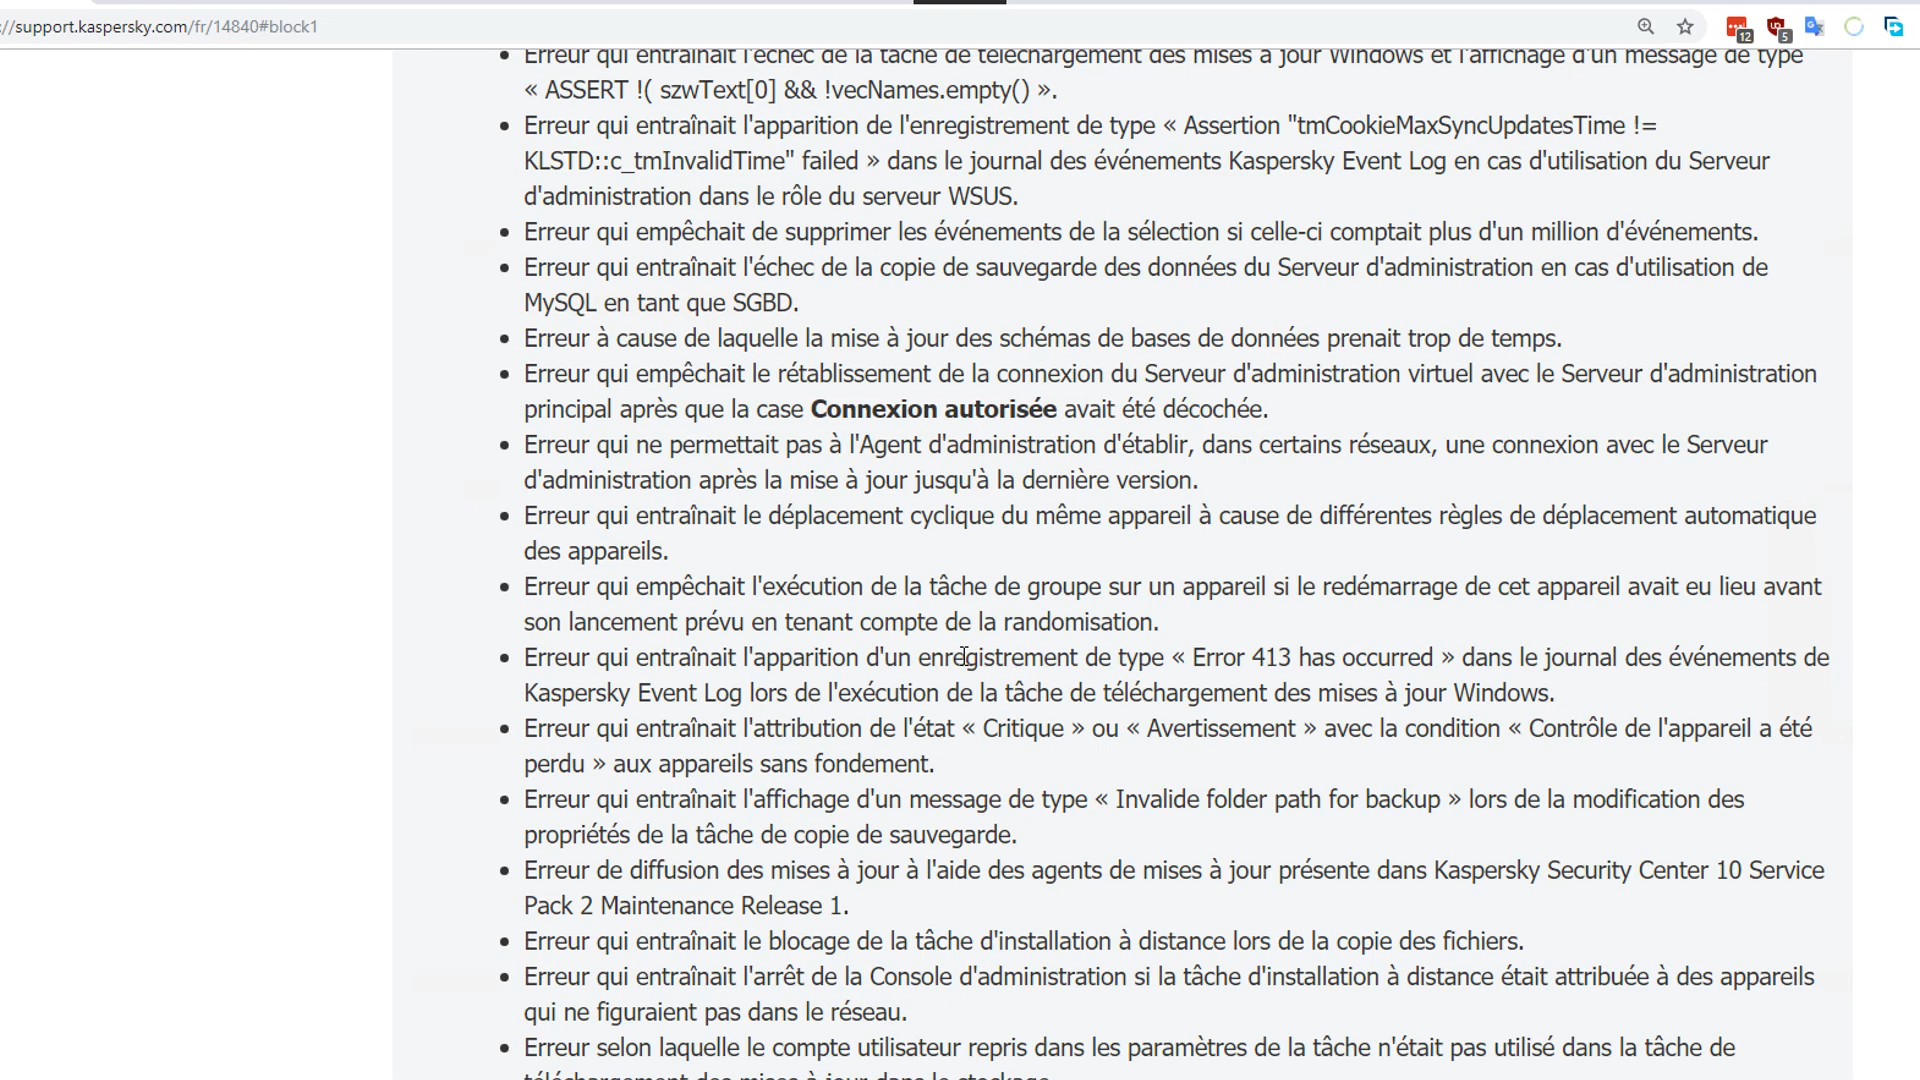 ://support.kaspersky.com/fr/14840#block1
12
5
Erreur qui entraînait l'échec de la tâche de téléchargement des mises à jour Windows et l'affichage d'un message de type
« ASSERT !( szwText[0] && !vecNames.empty() ».
Erreur qui entraînait l'apparition de l'enregistrement de type « Assertion "tmCookieMaxSyncUpdatesTime !=
KLSTD::c_tmInvalidTime" failed » dans le journal des événements Kaspersky Event Log en cas d'utilisation du Serveur
d'administration dans le rôle du serveur WSUS.
Erreur qui empêchait de supprimer les événements de la sélection si celle-ci comptait plus d'un million d'événements.
Erreur qui entraînait l'échec de la copie de sauvegarde des données du Serveur d'administration en cas d'utilisation de
MySQL en tant que SGBD.
Erreur à cause de laquelle la mise à jour des schémas de bases de données prenait trop de temps.
Erreur qui empêchait le rétablissement de la connexion du Serveur d'administration virtuel avec le Serveur d'administration
principal après que la case Connexion autorisée avait été décochée.
Erreur qui ne permettait pas à l'Agent d'administration d'établir, dans certains réseaux, une connexion avec le Serveur
d'administration après la mise à jour jusqu'à la dernière version.
Erreur qui entraînait le déplacement cyclique du même appareil à cause de différentes règles de déplacement automatique
des appareils.
Erreur qui empêchait l'exécution de la tâche de groupe sur un appareil si le redémarrage de cet appareil avait eu lieu avant
son lancement prévu en tenant compte de la randomisation.
Erreur qui entraînait l'apparition d'un enregistrement de type « Error 413 has occurred » dans le journal des événements de
Kaspersky Event Log lors de l'exécution de la tâche de téléchargement des mises à jour Windows.
Erreur qui entraînait l'attribution de l'état « Critique » ou « Avertissement » avec la condition « Contrôle de l'appareil a été
perdu » aux appareils sans fondement.
Erreur qui entraînait l'affichage d'un message de type « Invalide folder path for backup » lors de la modification des
propriétés de la tâche de copie de sauvegarde.
Erreur de diffusion des mises à jour à l'aide des agents de mises à jour présente dans Kaspersky Security Center 10 Service
Pack 2 Maintenance Release 1.
Erreur qui entraînait le blocage de la tâche d'installation à distance lors de la copie des fichiers.
Erreur qui entraînait l'arrêt de la Console d'administration si la tâche d'installation à distance était attribuée à des appareils
qui ne figuraient pas dans le réseau.
Erreur selon laquelle le compte utilisateur repris dans les paramètres de la tâche n'était pas utilisé dans la tâche de
téléchargement des mises à jour dans le stockage.